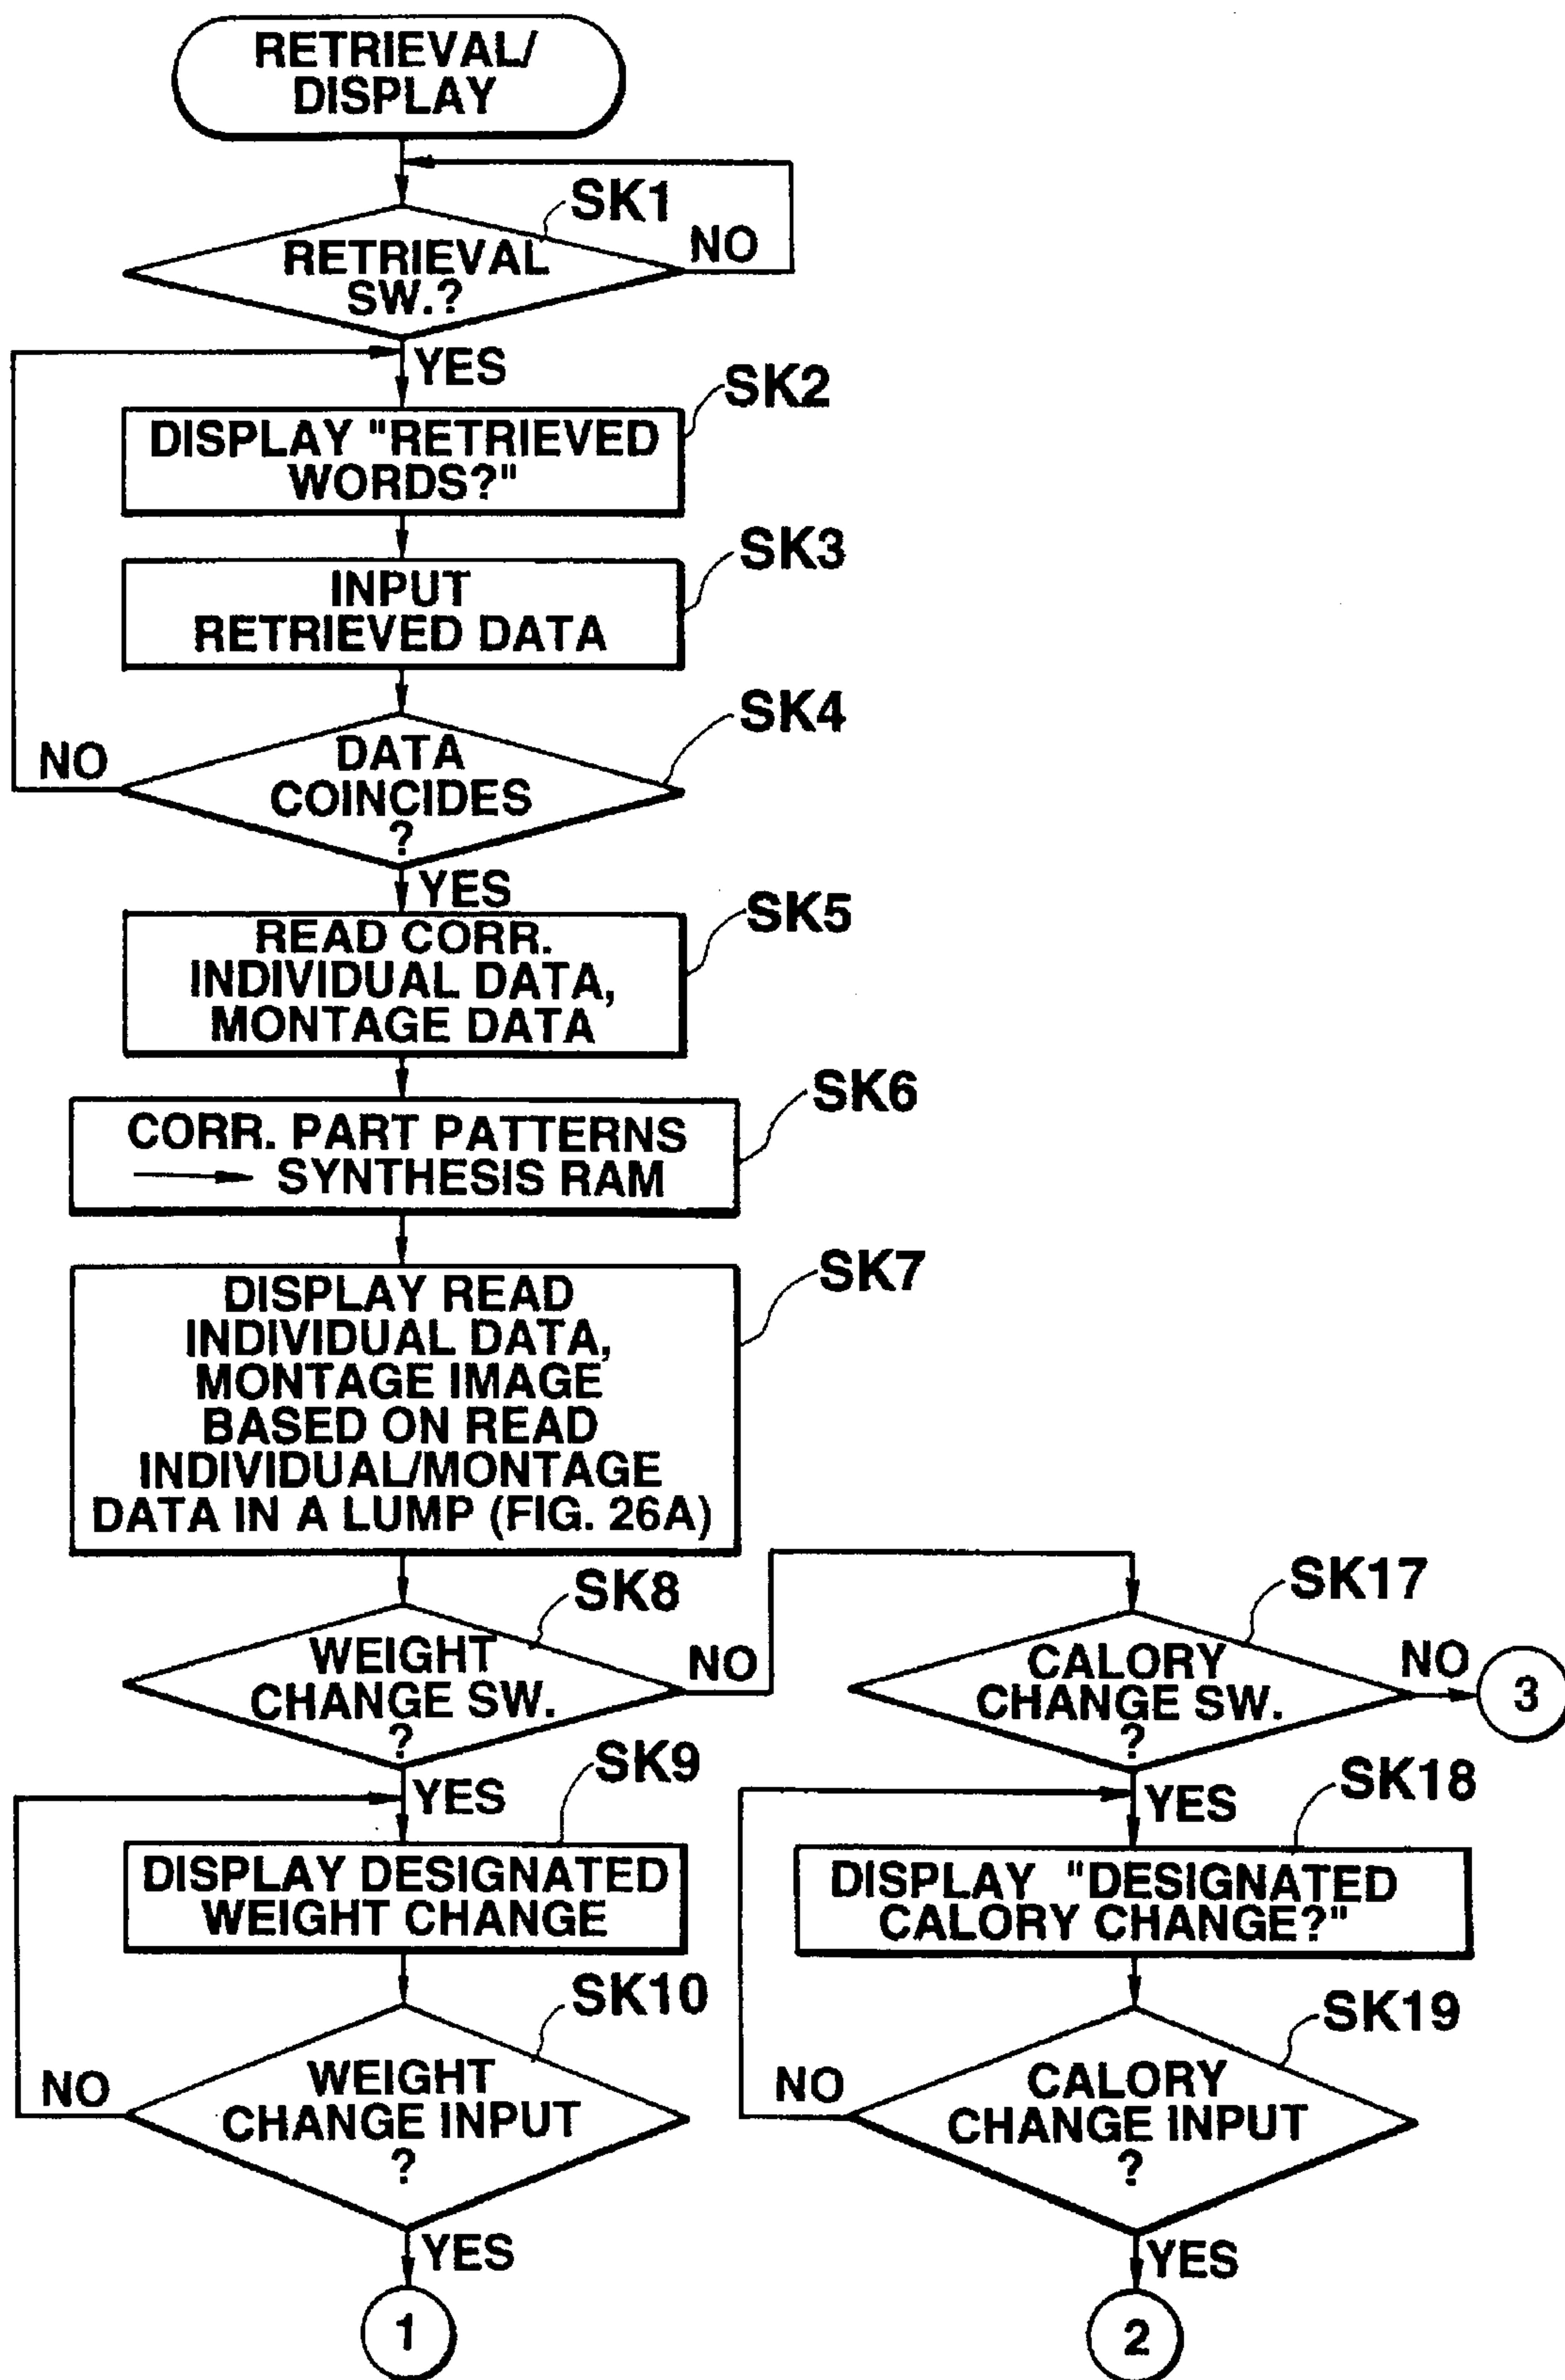 RETRIEVAL/
DISPLAY
SK1
RETRIEVAL
SW.?
NO
YES
SK2
DISPLAY "RETRIEVED
WORDS?"
SK3
INPUT
RETRIEVED DATA
SK4
DATA
COINCIDES
?
NO
YES
SK5
READ CORR.
INDIVIDUAL DATA,
MONTAGE DATA
SK6
CORR. PART PATTERNS
SYNTHESIS RAM
SK7
DISPLAY READ
INDIVIDUAL DATA,
MONTAGE IMAGE
BASED ON READ
INDIVIDUAL/MONTAGE
DATA IN A LUMP (FIG. 26A)
SK8
WEIGHT
CHANGE SW.
?
NO
YES
SK9
DISPLAY DESIGNATED
WEIGHT CHANGE
SK10
WEIGHT
CHANGE INPUT
?
NO
YES
1
SK17
CALORY
CHANGE SW.
?
NO
3
YES
SK18
DISPLAY "DESIGNATED
CALORY CHANGE?"
SK19
CALORY
CHANGE INPUT
?
NO
YES
2